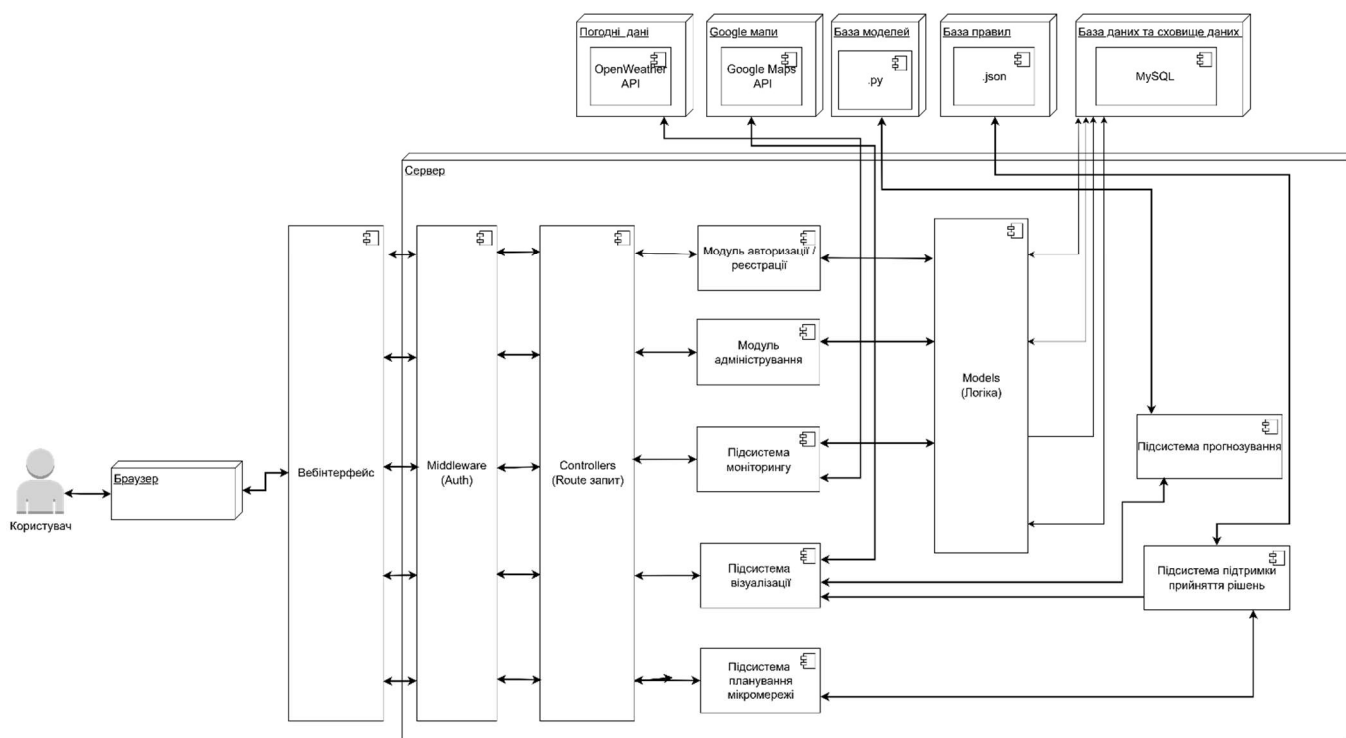 Погодні дані
OpenWeather
API
Google мапи
Google Maps
API
База моделей
.py
База правил
.json
База даних та сховище даних
MySQL
Сервер
Модуль авторизації /
реєстрації
Модуль
адміністрування
Models
(Логіка)
Підсистема прогнозування
Вебінтерфейс
Middleware
(Auth)
Controllers
(Route запит)
Підсистема
моніторингу
Браузер
Користувач
Підсистема
візуалізації
Підсистема підтримки
прийняття рішень
Підсистема
планування
мікромережі